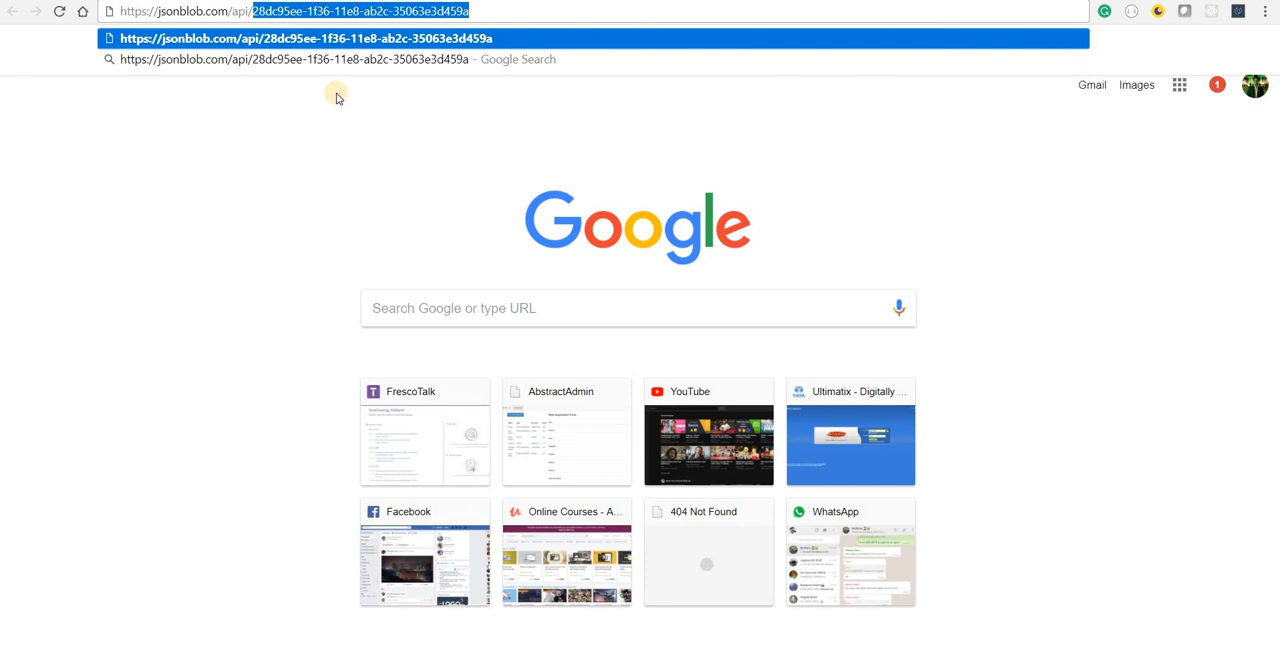 https://jsonblob.com/api/28dc95ee-1f36-11e8-ab2c-35063e3d459a
https://jsonblob.com/api/28dc95ee-1f36-11e8-ab2c-35063e3d459a
https://jsonblob.com/api/28dc95ee-1f36-11e8-ab2c-35063e3d459a - Google Search
Gmail Images 1
Google
Search Google or type URL
FrescoTalk AbstractAdmin YouTube Ultimatix - Digitally ...
Facebook Online Courses - A... 404 Not Found WhatsApp